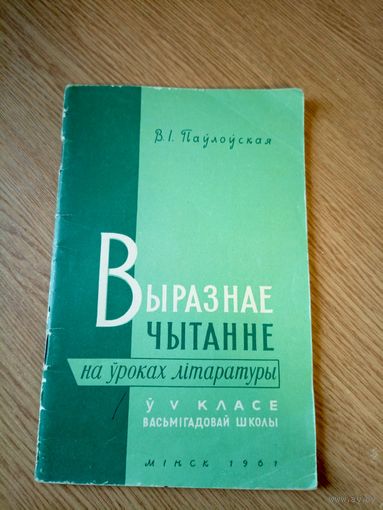 В. І. Паўлоўская
Выразнае
чытанне
на ўроках літаратуры
ў V класе
васьмігадовай школы
Мінск 1961